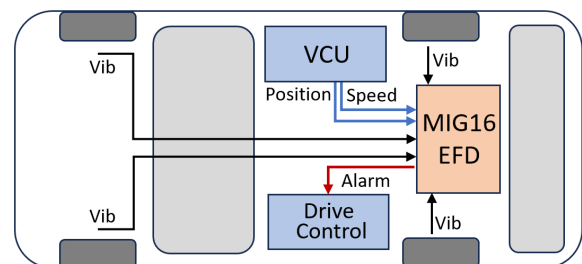 VCU
Vib
Vib
Position Speed
MIG16
EFD
Alarm
Vib
Drive
Control
Vib